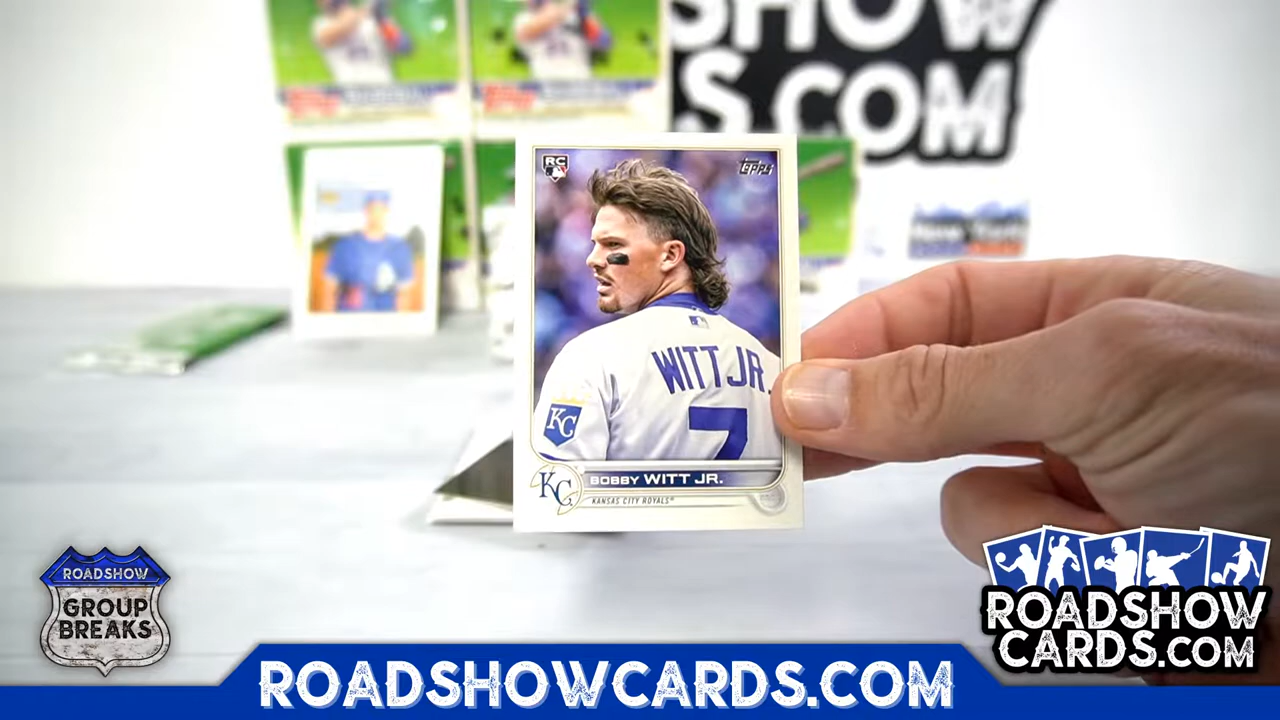 SHOW
S.COM
RC
Topps
WITT JR.
7
KC
KC
BOBBY WITT JR.
KANSAS CITY ROYALS®
ROADSHOW
GROUP
BREAKS
ROADSHOW
CARDS.COM
ROADSHOWCARDS.COM